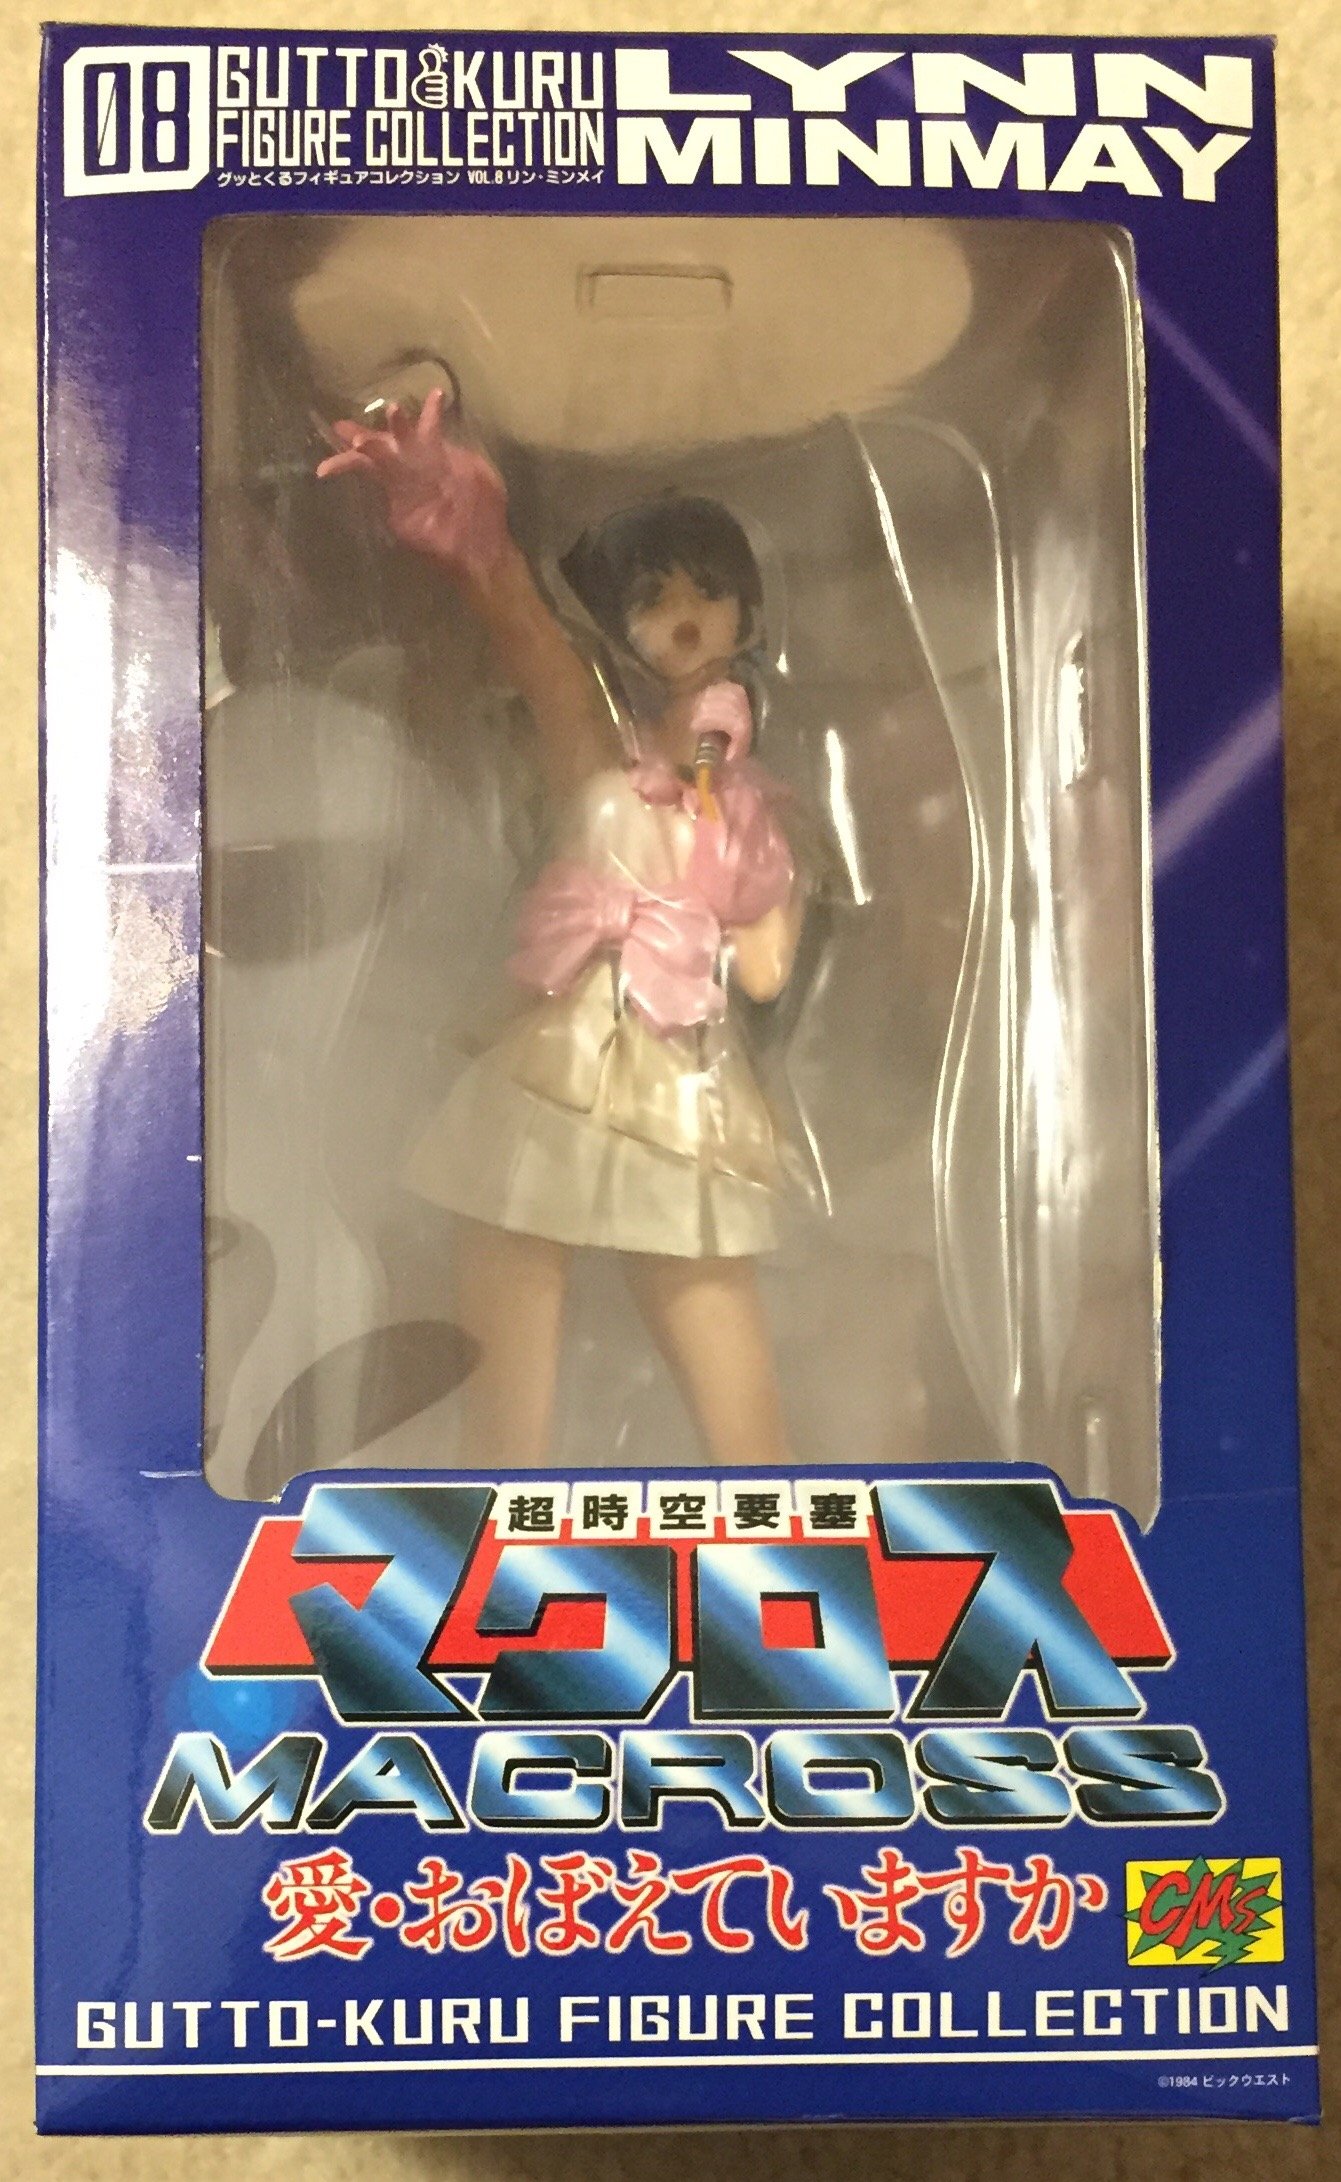 08
GUTTO KURU
FIGURE COLLECTION
グッとくるフィギュアコレクション VOL.8 リン・ミンメイ
LYNN
MINMAY
超時空要塞
マクロス
MACROSS
愛・おぼえていますか
CM's
GUTTO-KURU FIGURE COLLECTION
©1984 ビックウエスト